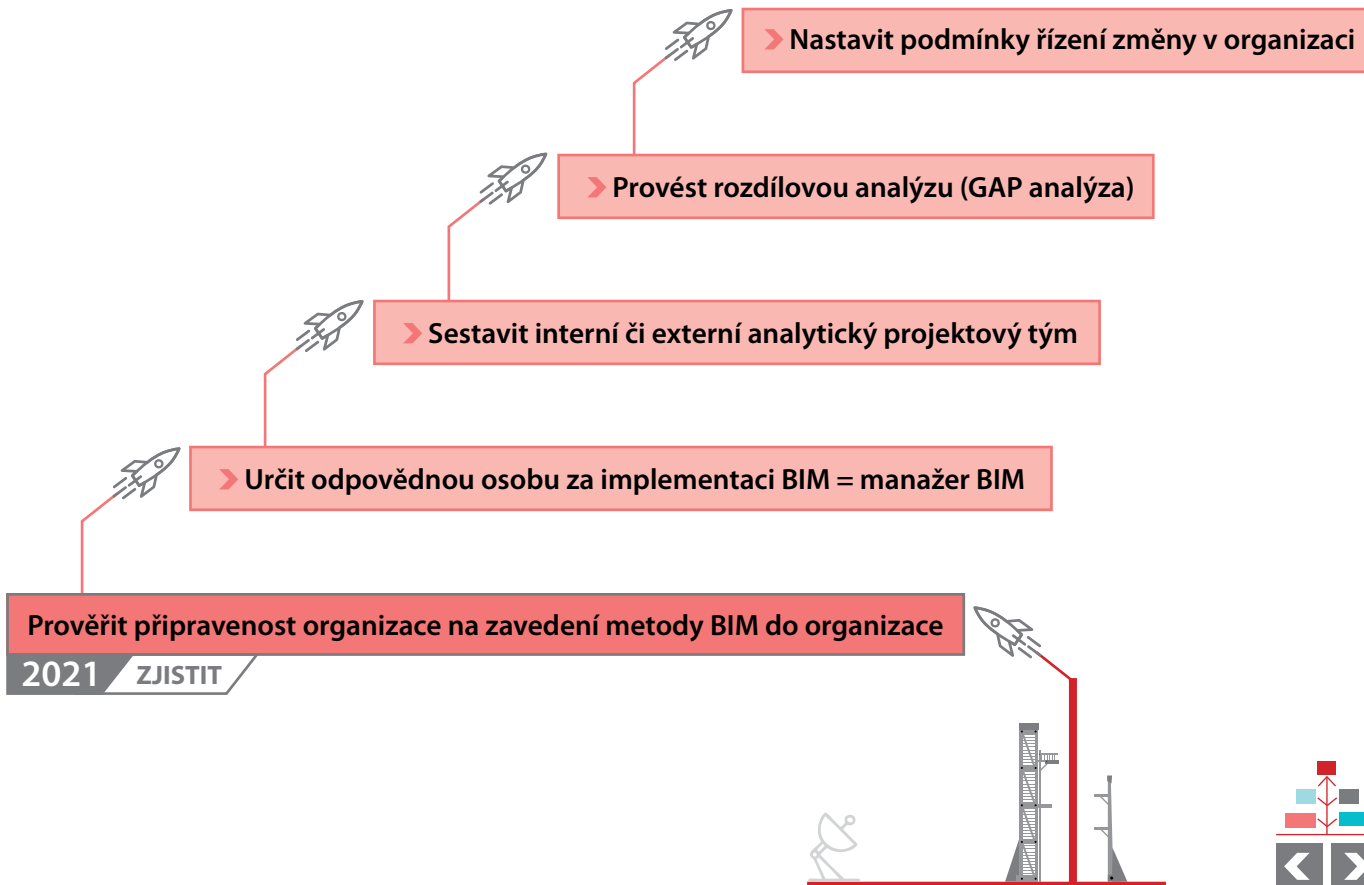 Nastavit podmínky řízení změny v organizaci
Provést rozdílovou analýzu (GAP analýza)
Sestavit interní či externí analytický projektový tým
Určit odpovědnou osobu za implementaci BIM = manažer BIM
Prověřit připravenost organizace na zavedení metody BIM do organizace
2021 ZJISTIT